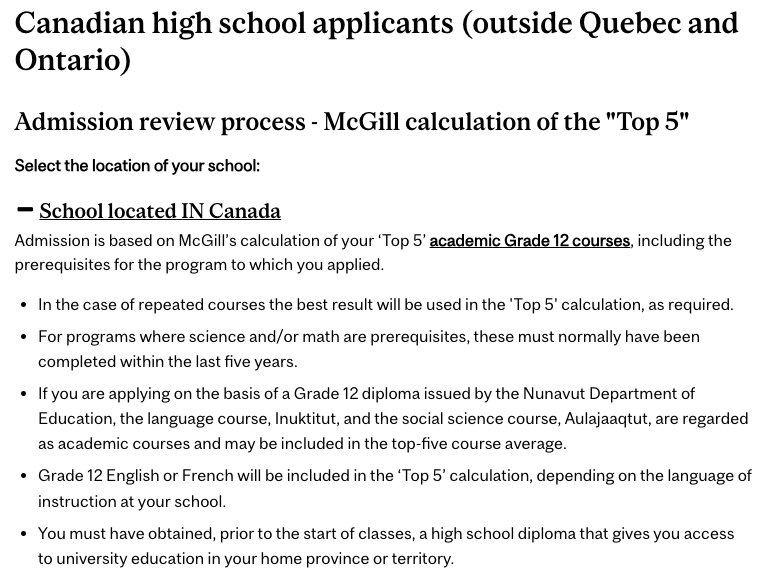 Canadian high school applicants (outside Quebec and
Ontario)
Admission review process - McGill calculation of the "Top 5"
Select the location of your school:
School located IN Canada
Admission is based on McGill's calculation of your ‘Top 5’ academic Grade 12 courses, including the
prerequisites for the program to which you applied.
• In the case of repeated courses the best result will be used in the 'Top 5' calculation, as required.
• For programs where science and/or math are prerequisites, these must normally have been
completed within the last five years.
• If you are applying on the basis of a Grade 12 diploma issued by the Nunavut Department of
Education, the language course, Inuktitut, and the social science course, Aulajaaqtut, are regarded
as academic courses and may be included in the top-five course average.
• Grade 12 English or French will be included in the ‘Top 5’ calculation, depending on the language of
instruction at your school.
• You must have obtained, prior to the start of classes, a high school diploma that gives you access
to university education in your home province or territory.